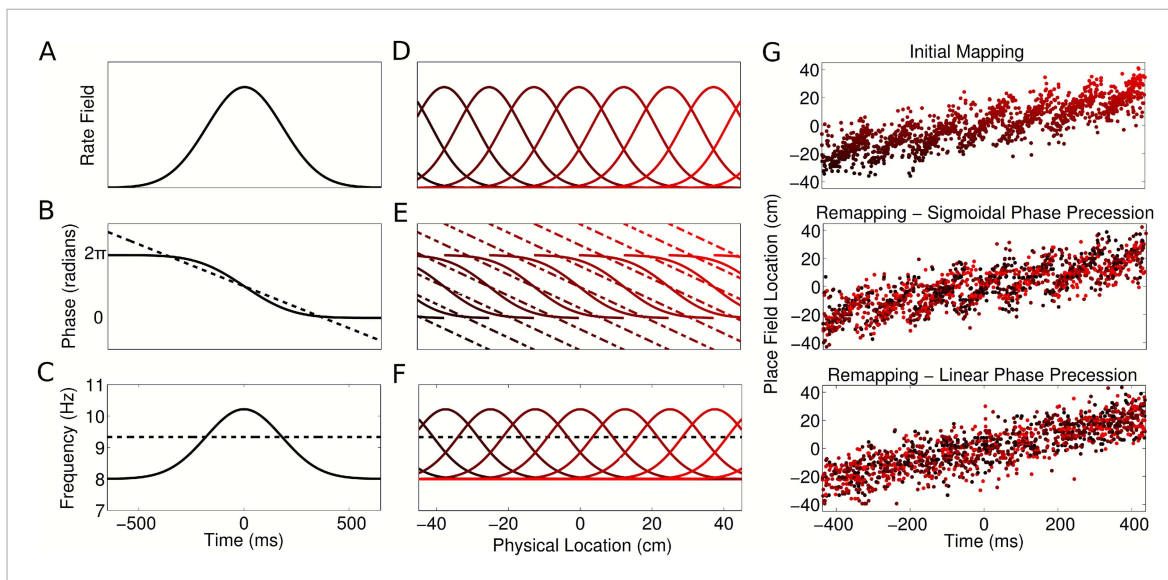 A
Rate Field
B
Phase (radians)
2π
0
C
Frequency (Hz)
11
10
9
8
7
−500
0
500
Time (ms)
D
E
F
−40
−20
0
20
40
Physical Location (cm)
G
Initial Mapping
40
20
0
−20
−40
Remapping − Sigmoidal Phase Precession
40
20
0
−20
−40
Place Field Location (cm)
Remapping − Linear Phase Precession
40
20
0
−20
−40
−400
−200
0
200
400
Time (ms)